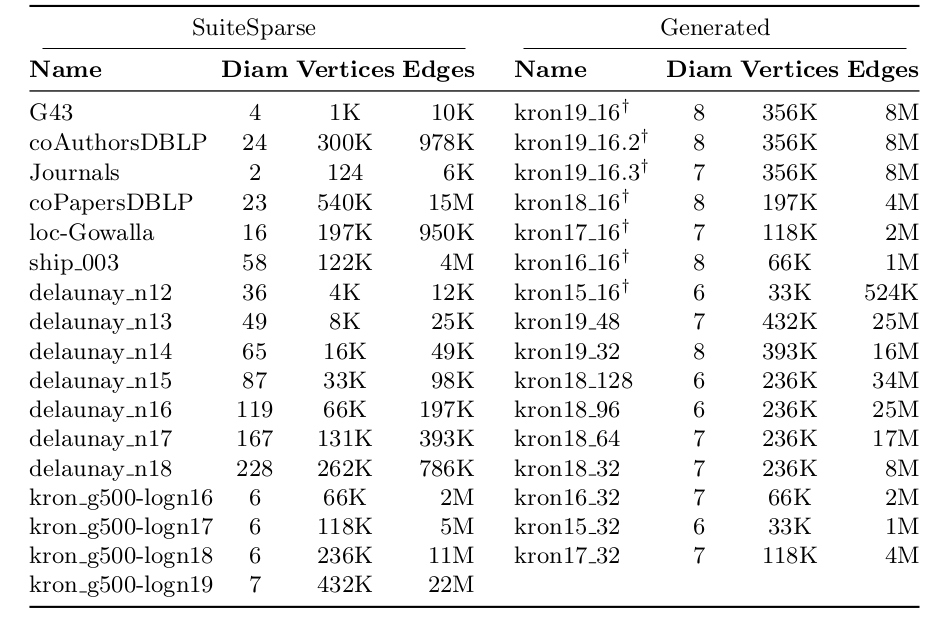 SuiteSparse Generated
Name Diam Vertices Edges Name Diam Vertices Edges
G43 4 1K 10K kron19_16† 8 356K 8M
coAuthorsDBLP 24 300K 978K kron19_16.2† 8 356K 8M
Journals 2 124 6K kron19_16.3† 7 356K 8M
coPapersDBLP 23 540K 15M kron18_16† 8 197K 4M
loc-Gowalla 16 197K 950K kron17_16† 7 118K 2M
ship_003 58 122K 4M kron16_16† 8 66K 1M
delaunay_n12 36 4K 12K kron15_16† 6 33K 524K
delaunay_n13 49 8K 25K kron19_48 7 432K 25M
delaunay_n14 65 16K 49K kron19_32 8 393K 16M
delaunay_n15 87 33K 98K kron18_128 6 236K 34M
delaunay_n16 119 66K 197K kron18_96 6 236K 25M
delaunay_n17 167 131K 393K kron18_64 7 236K 17M
delaunay_n18 228 262K 786K kron18_32 7 236K 8M
kron_g500-logn16 6 66K 2M kron16_32 7 66K 2M
kron_g500-logn17 6 118K 5M kron15_32 6 33K 1M
kron_g500-logn18 6 236K 11M kron17_32 7 118K 4M
kron_g500-logn19 7 432K 22M